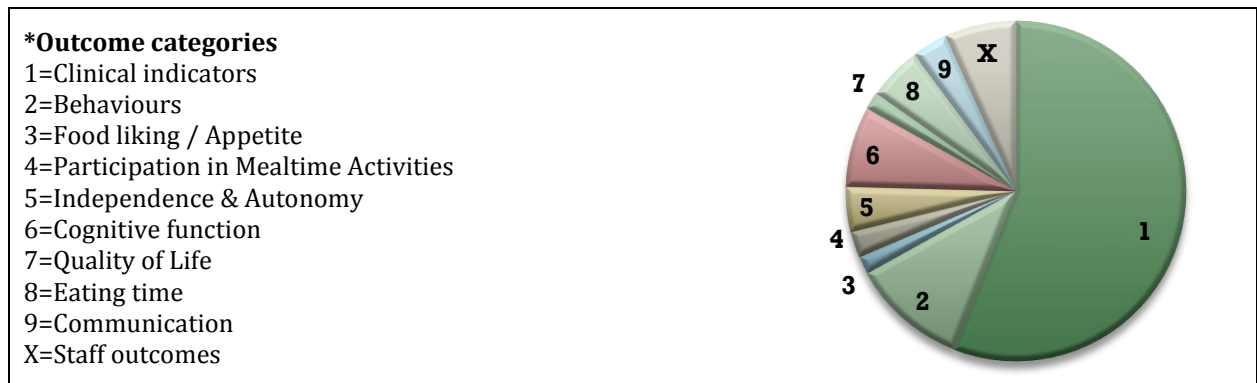 *Outcome categories
1=Clinical indicators
2=Behaviours
3=Food liking / Appetite
4=Participation in Mealtime Activities
5=Independence & Autonomy
6=Cognitive function
7=Quality of Life
8=Eating time
9=Communication
X=Staff outcomes
X
9
8
7
6
5
4
3
2
1